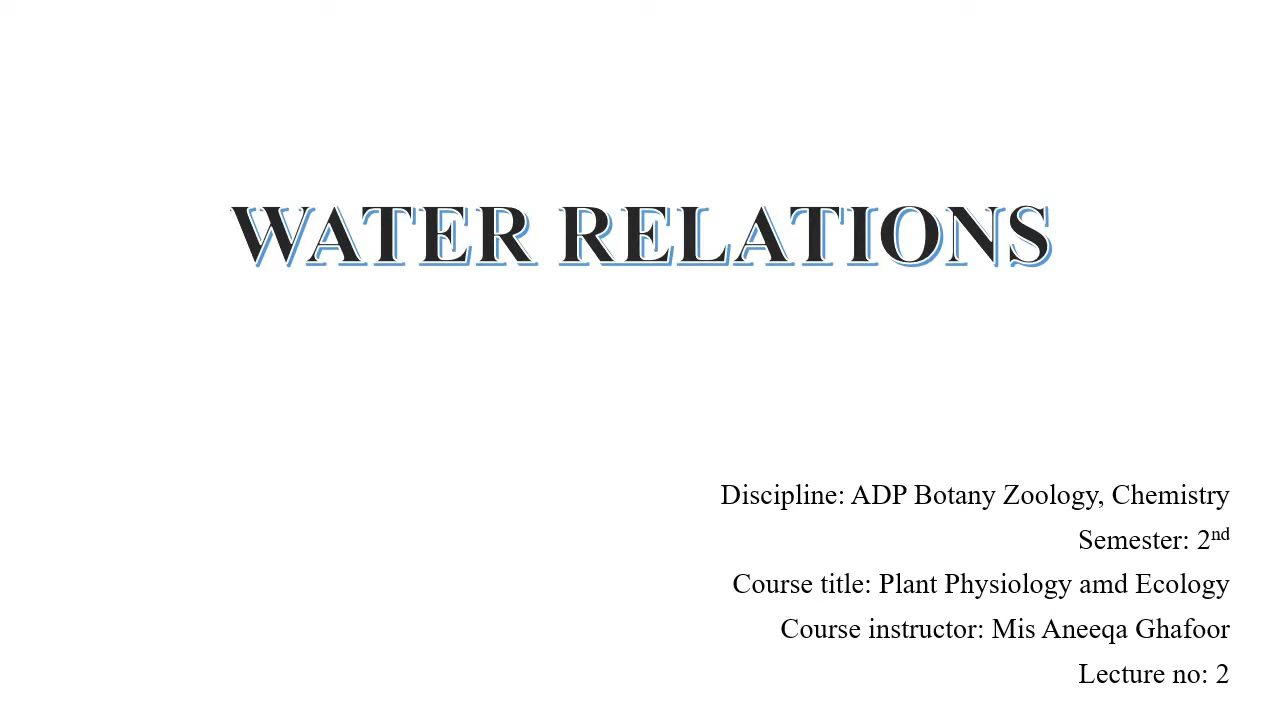 WATER RELATIONS
Discipline: ADP Botany Zoology, Chemistry
Semester: 2nd
Course title: Plant Physiology amd Ecology
Course instructor: Mis Aneeqa Ghafoor
Lecture no: 2